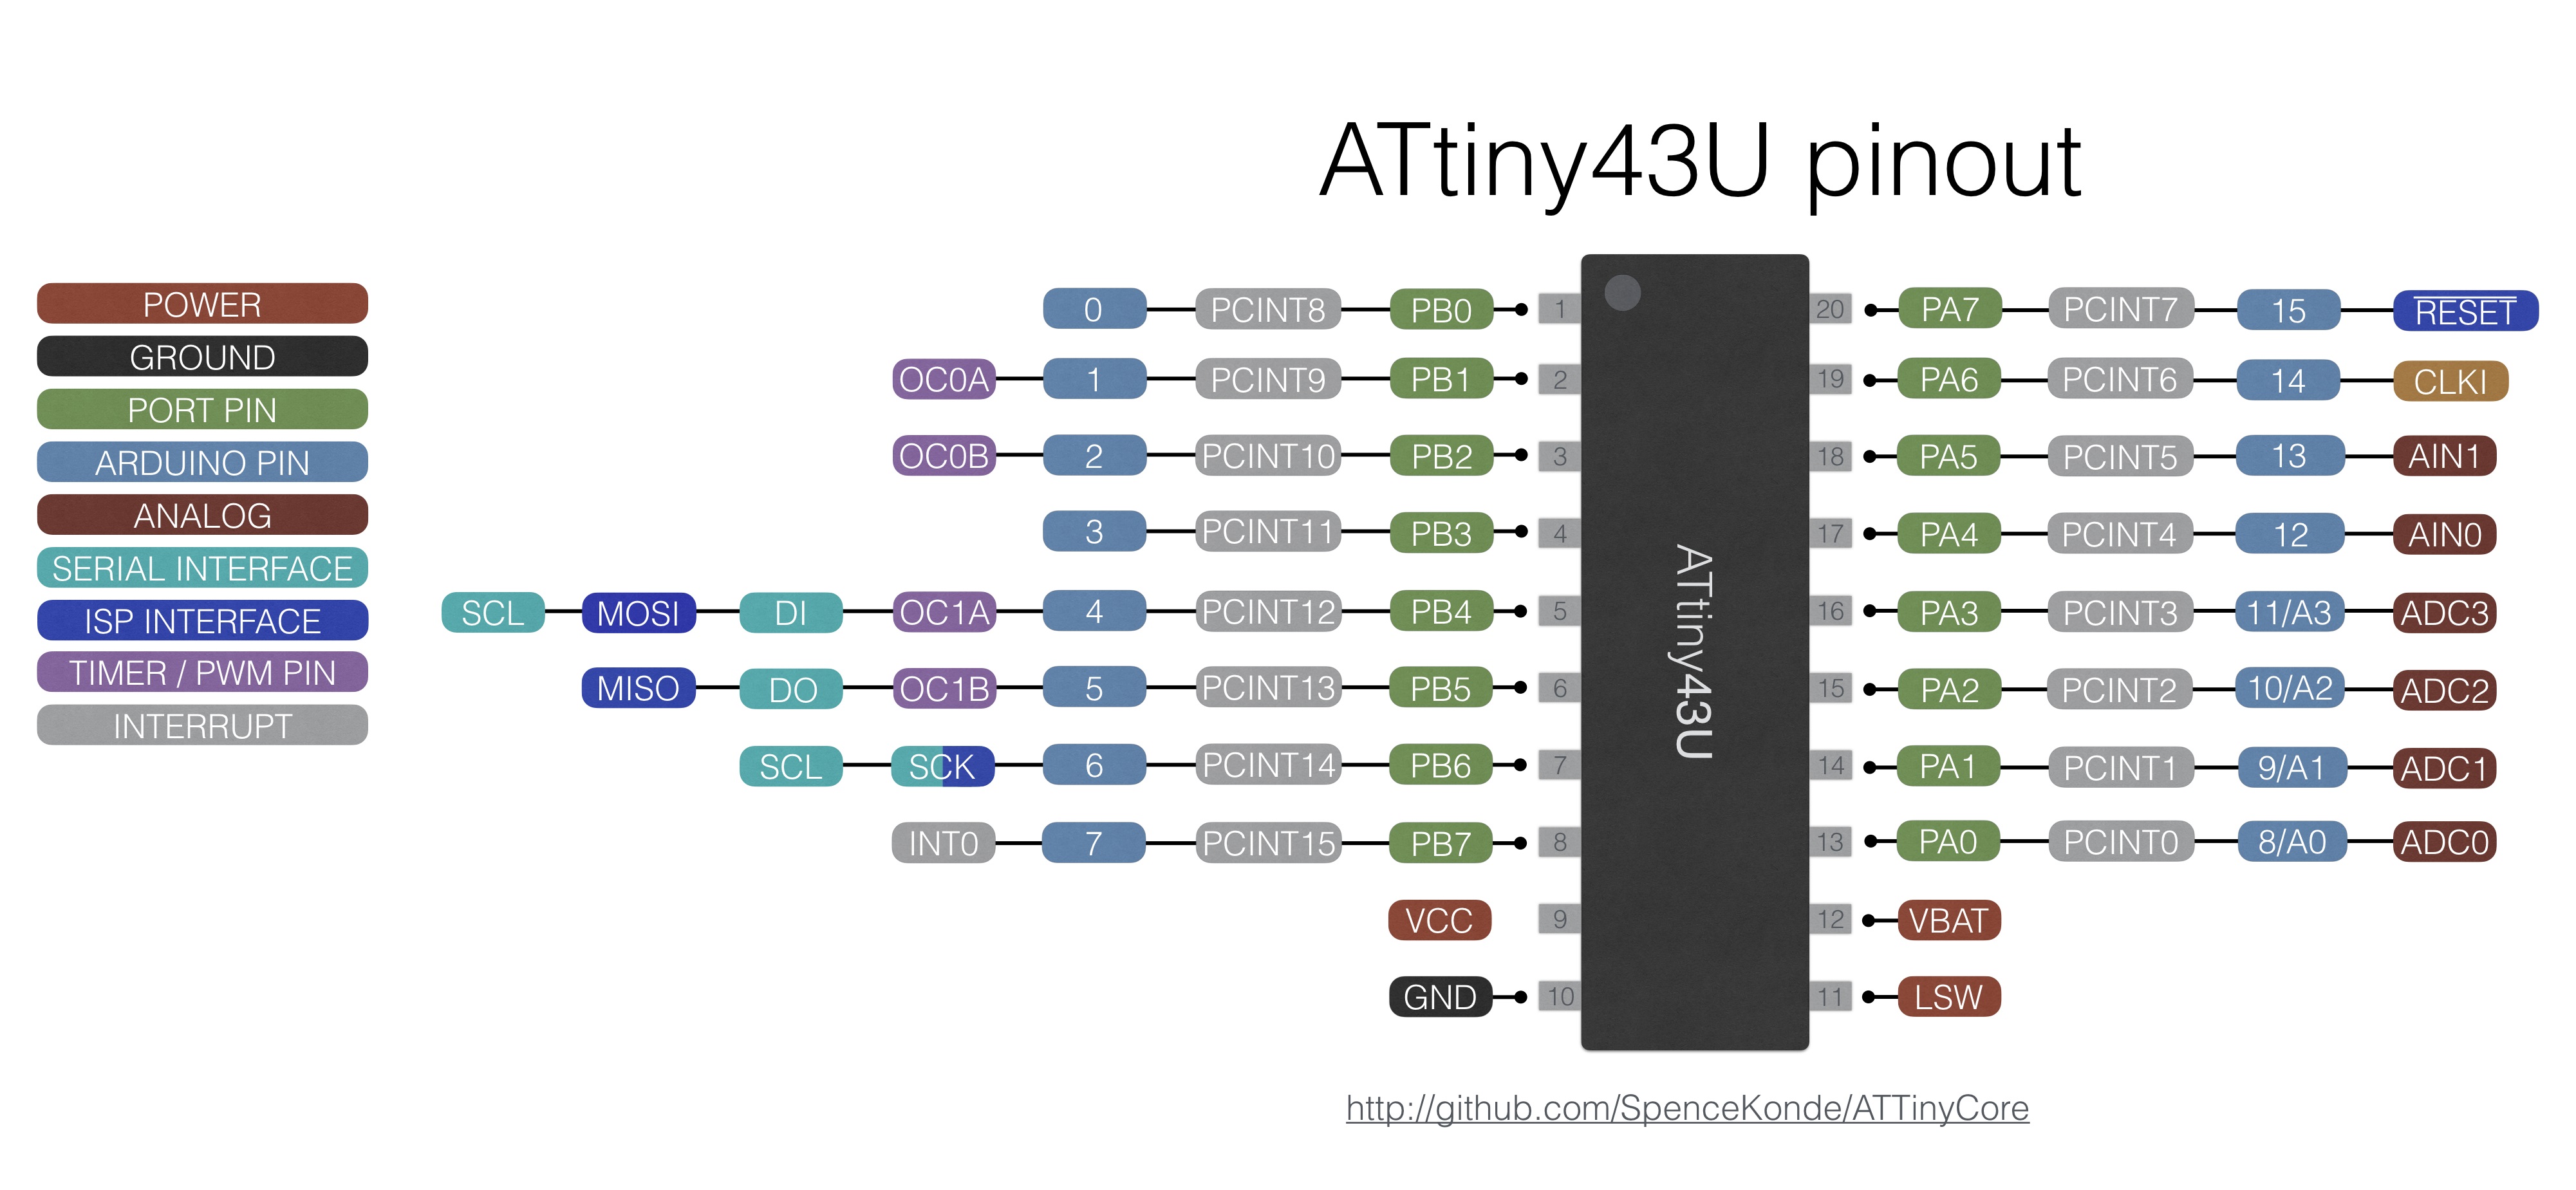 ATtiny43U pinout
POWER
GROUND
PORT PIN
ARDUINO PIN
ANALOG
SERIAL INTERFACE
ISP INTERFACE
TIMER / PWM PIN
INTERRUPT
0 PCINT8 PB0 1 20 PA7 PCINT7 15 RESET
OC0A 1 PCINT9 PB1 2 19 PA6 PCINT6 14 CLKI
OC0B 2 PCINT10 PB2 3 18 PA5 PCINT5 13 AIN1
3 PCINT11 PB3 4 17 PA4 PCINT4 12 AIN0
SCL MOSI DI OC1A 4 PCINT12 PB4 5 16 PA3 PCINT3 11/A3 ADC3
MISO DO OC1B 5 PCINT13 PB5 6 15 PA2 PCINT2 10/A2 ADC2
SCL SCK 6 PCINT14 PB6 7 14 PA1 PCINT1 9/A1 ADC1
INT0 7 PCINT15 PB7 8 13 PA0 PCINT0 8/A0 ADC0
VCC 9 12 VBAT
GND 10 11 LSW
ATtiny43U
http://github.com/SpenceKonde/ATTinyCore